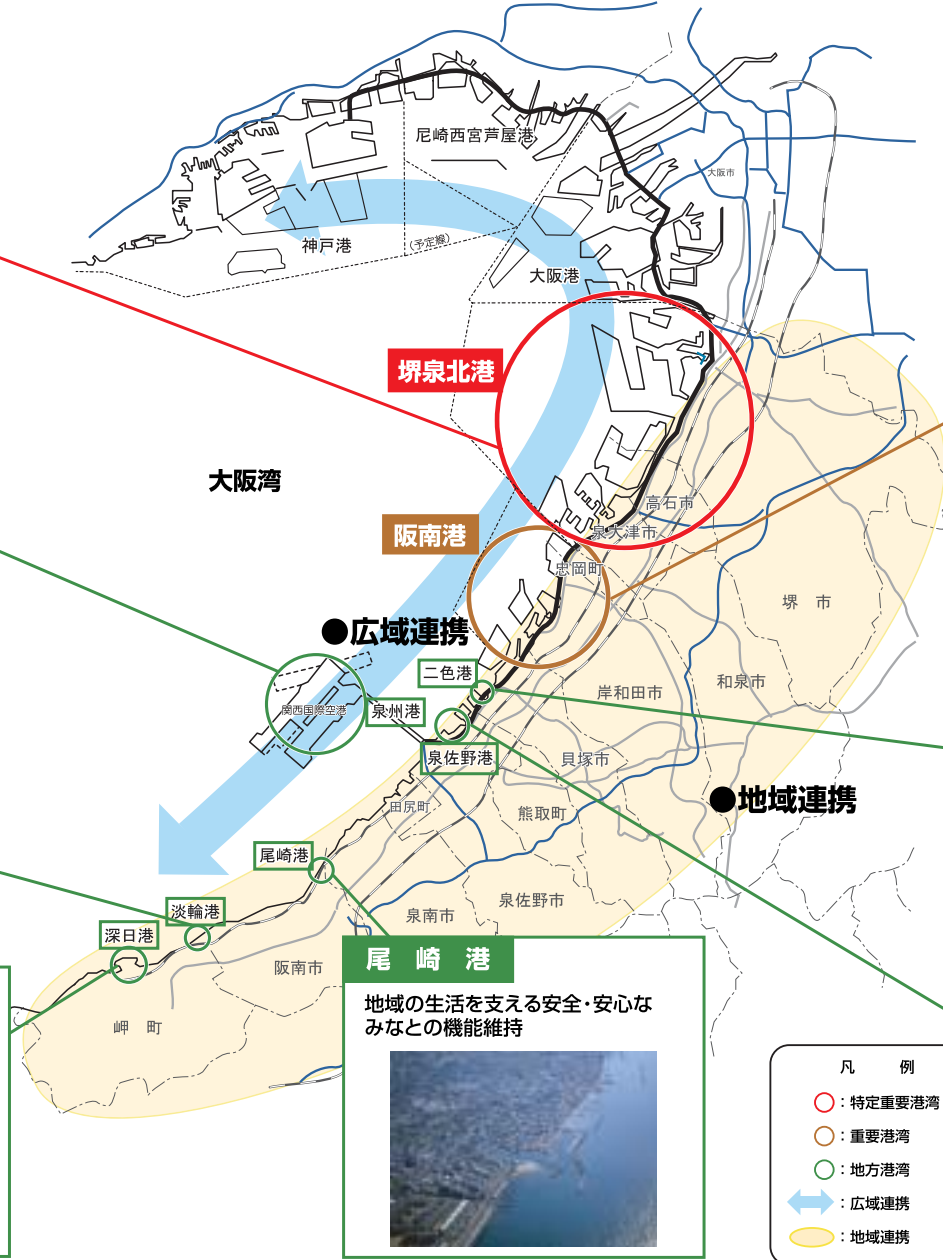 尼崎西宮芦屋港
大阪市
神戸港
(予定線)
大阪港
堺泉北港
大阪湾
高石市
阪南港
泉大津市
忠岡町
堺 市
●広域連携
二色港
和泉市
岸和田市
関西国際空港
泉州港
泉佐野港
貝塚市
●地域連携
田尻町
熊取町
尾崎港
泉佐野市
淡輪港
泉南市
深日港
阪南市
岬 町
尾 崎 港
地域の生活を支える安全・安心な
みなとの機能維持
凡 例
:特定重要港湾
:重要港湾
:地方港湾
:広域連携
:地域連携